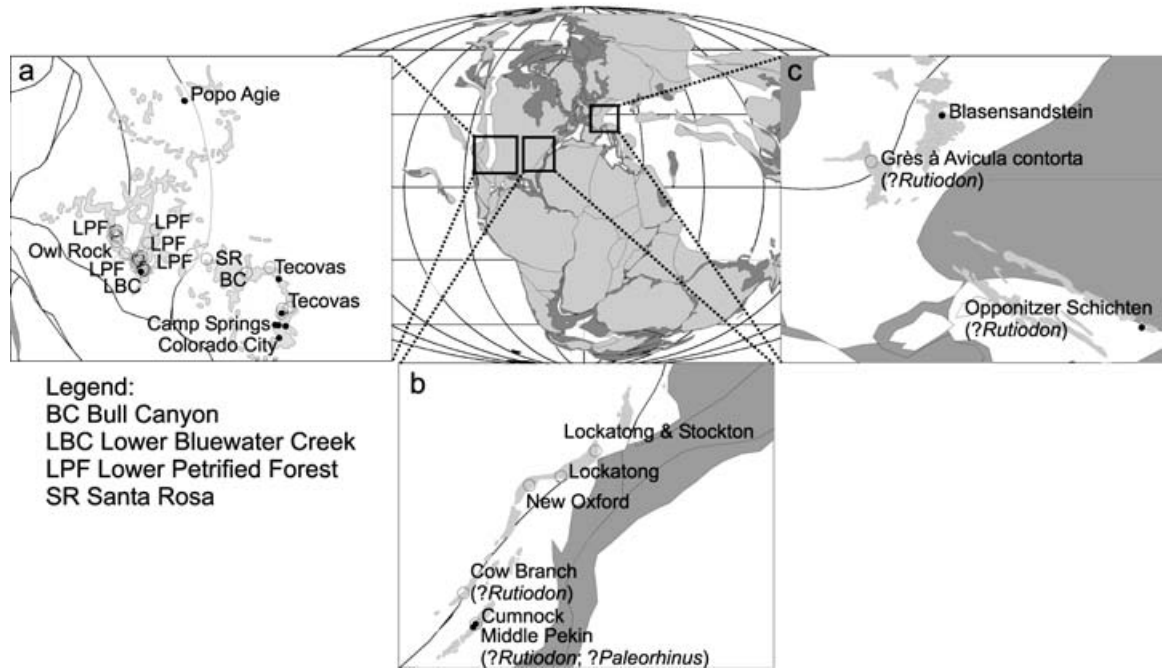 a
Popo Agie
LPF
LPF
LPF
Owl Rock
LPF
LPF
LBC
SR
BC
Tecovas
Tecovas
Camp Springs
Colorado City
c
Blasensandstein
Grès à Avicula contorta
(?Rutiodon)
Opponitzer Schichten
(?Rutiodon)
Legend:
BC Bull Canyon
LBC Lower Bluewater Creek
LPF Lower Petrified Forest
SR Santa Rosa
b
Lockatong & Stockton
Lockatong
New Oxford
Cow Branch
(?Rutiodon)
Cumnock
Middle Pekin
(?Rutiodon; ?Paleorhinus)